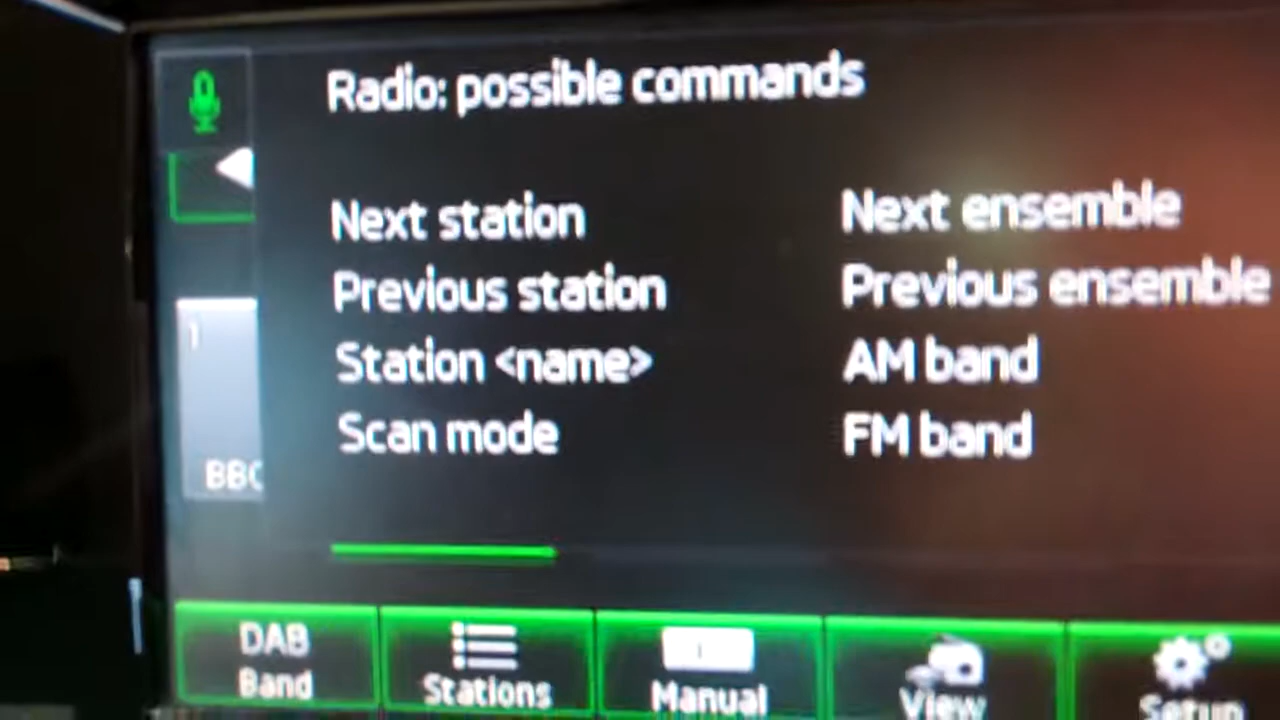 Radio: possible commands
Next station
Next ensemble
Previous station
Previous ensemble
Station <name>
AM band
Scan mode
FM band
1
BBC
DAB
Band
Stations
Manual
View
Setup